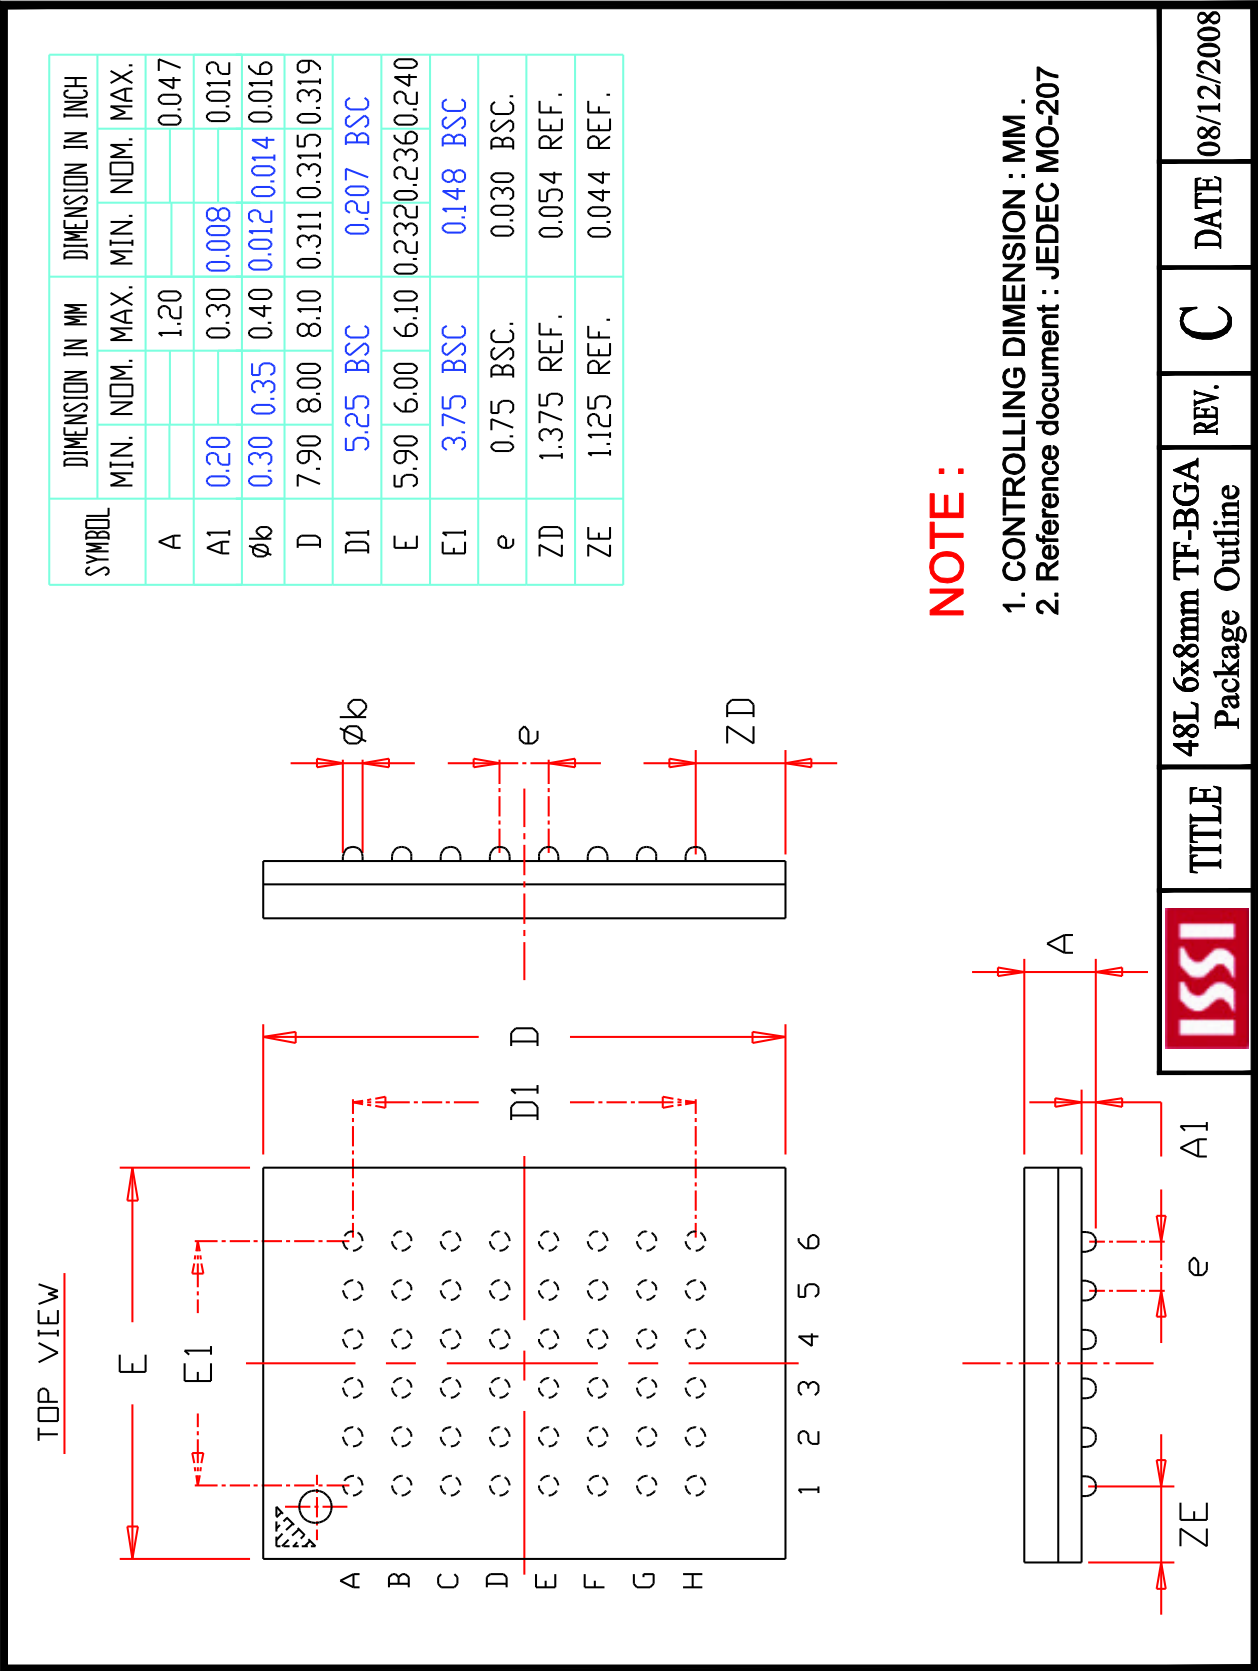 TOP VIEW
E
E1
A
B
C
D
E
F
G
H
1 2 3 4 5 6
D1
D
Øb
e
ZD
ZE
e
A1
A
SYMBOL DIMENSION IN MM DIMENSION IN INCH
MIN. NOM. MAX. MIN. NOM. MAX.
A 1.20 0.047
A1 0.20 0.30 0.008 0.012
Øb 0.30 0.35 0.40 0.012 0.014 0.016
D 7.90 8.00 8.10 0.311 0.315 0.319
D1 5.25 BSC 0.207 BSC
E 5.90 6.00 6.10 0.232 0.236 0.240
E1 3.75 BSC 0.148 BSC
e 0.75 BSC. 0.030 BSC.
ZD 1.375 REF. 0.054 REF.
ZE 1.125 REF. 0.044 REF.
NOTE :
1. CONTROLLING DIMENSION : MM .
2. Reference document : JEDEC MO-207
ISSI TITLE 48L 6x8mm TF-BGA REV. C DATE 08/12/2008
Package Outline